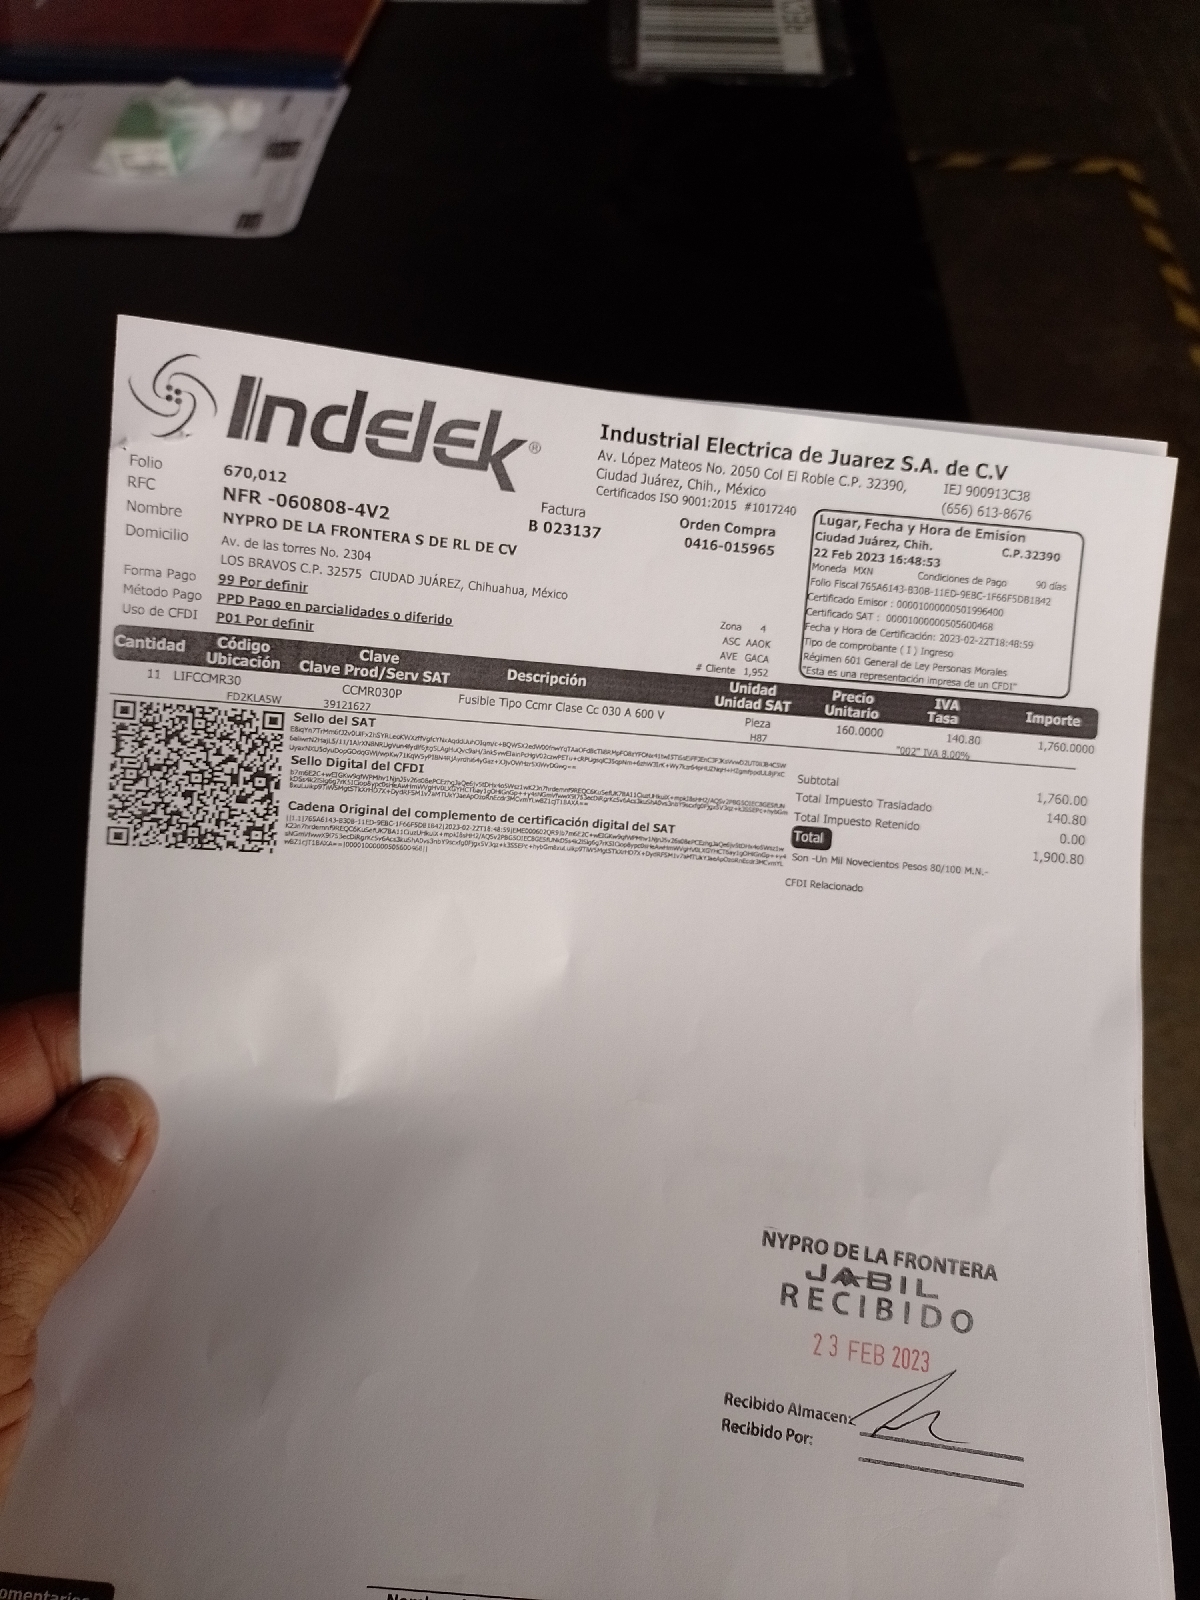 Indelek®
Industrial Electrica de Juarez S.A. de C.V
Av. López Mateos No. 2050 Col El Roble C.P. 32390,
Ciudad Juárez, Chih., México
Certificados ISO 9001:2015 #1017240
IEJ 900913C38
(656) 613-8676
Folio 670,012
RFC NFR -060808-4V2
Nombre NYPRO DE LA FRONTERA S DE RL DE CV
Domicilio Av. de las torres No. 2304
LOS BRAVOS C.P. 32575 CIUDAD JUÁREZ, Chihuahua, México
Forma Pago 99 Por definir
Método Pago PPD Pago en parcialidades o diferido
Uso de CFDI P01 Por definir
Factura
B 023137
Orden Compra
0416-015965
Zona 4
ASC AAOK
AVE GACA
# Cliente 1,952
Lugar, Fecha y Hora de Emision
Ciudad Juárez, Chih. C.P.32390
22 Feb 2023 16:48:53
Moneda MXN Condiciones de Pago 90 días
Folio Fiscal 765A6143-B30B-11ED-9EBC-1F66F5DB1B42
Certificado Emisor : 00001000000501996400
Certificado SAT : 00001000000505600468
Fecha y Hora de Certificación: 2023-02-22T18:48:59
Tipo de comprobante ( I ) Ingreso
Régimen 601 General de Ley Personas Morales
"Esta es una representación impresa de un CFDI"
Cantidad Código Ubicación Clave Clave Prod/Serv SAT Descripción Unidad Unidad SAT Precio Unitario IVA Tasa Importe
11 LIFCCMR30 CCMR030P Fusible Tipo Ccmr Clase Cc 030 A 600 V Pieza 160.0000 140.80 1,760.0000
FD2KLA5W 39121627 H87 "002" IVA 8.00%
Sello del SAT
Sello Digital del CFDI
Cadena Original del complemento de certificación digital del SAT
Subtotal 1,760.00
Total Impuesto Trasladado 140.80
Total Impuesto Retenido 0.00
Total 1,900.80
Son -Un Mil Novecientos Pesos 80/100 M.N.-
CFDI Relacionado
NYPRO DE LA FRONTERA
JABIL
RECIBIDO
23 FEB 2023
Recibido Almacen:
Recibido Por: